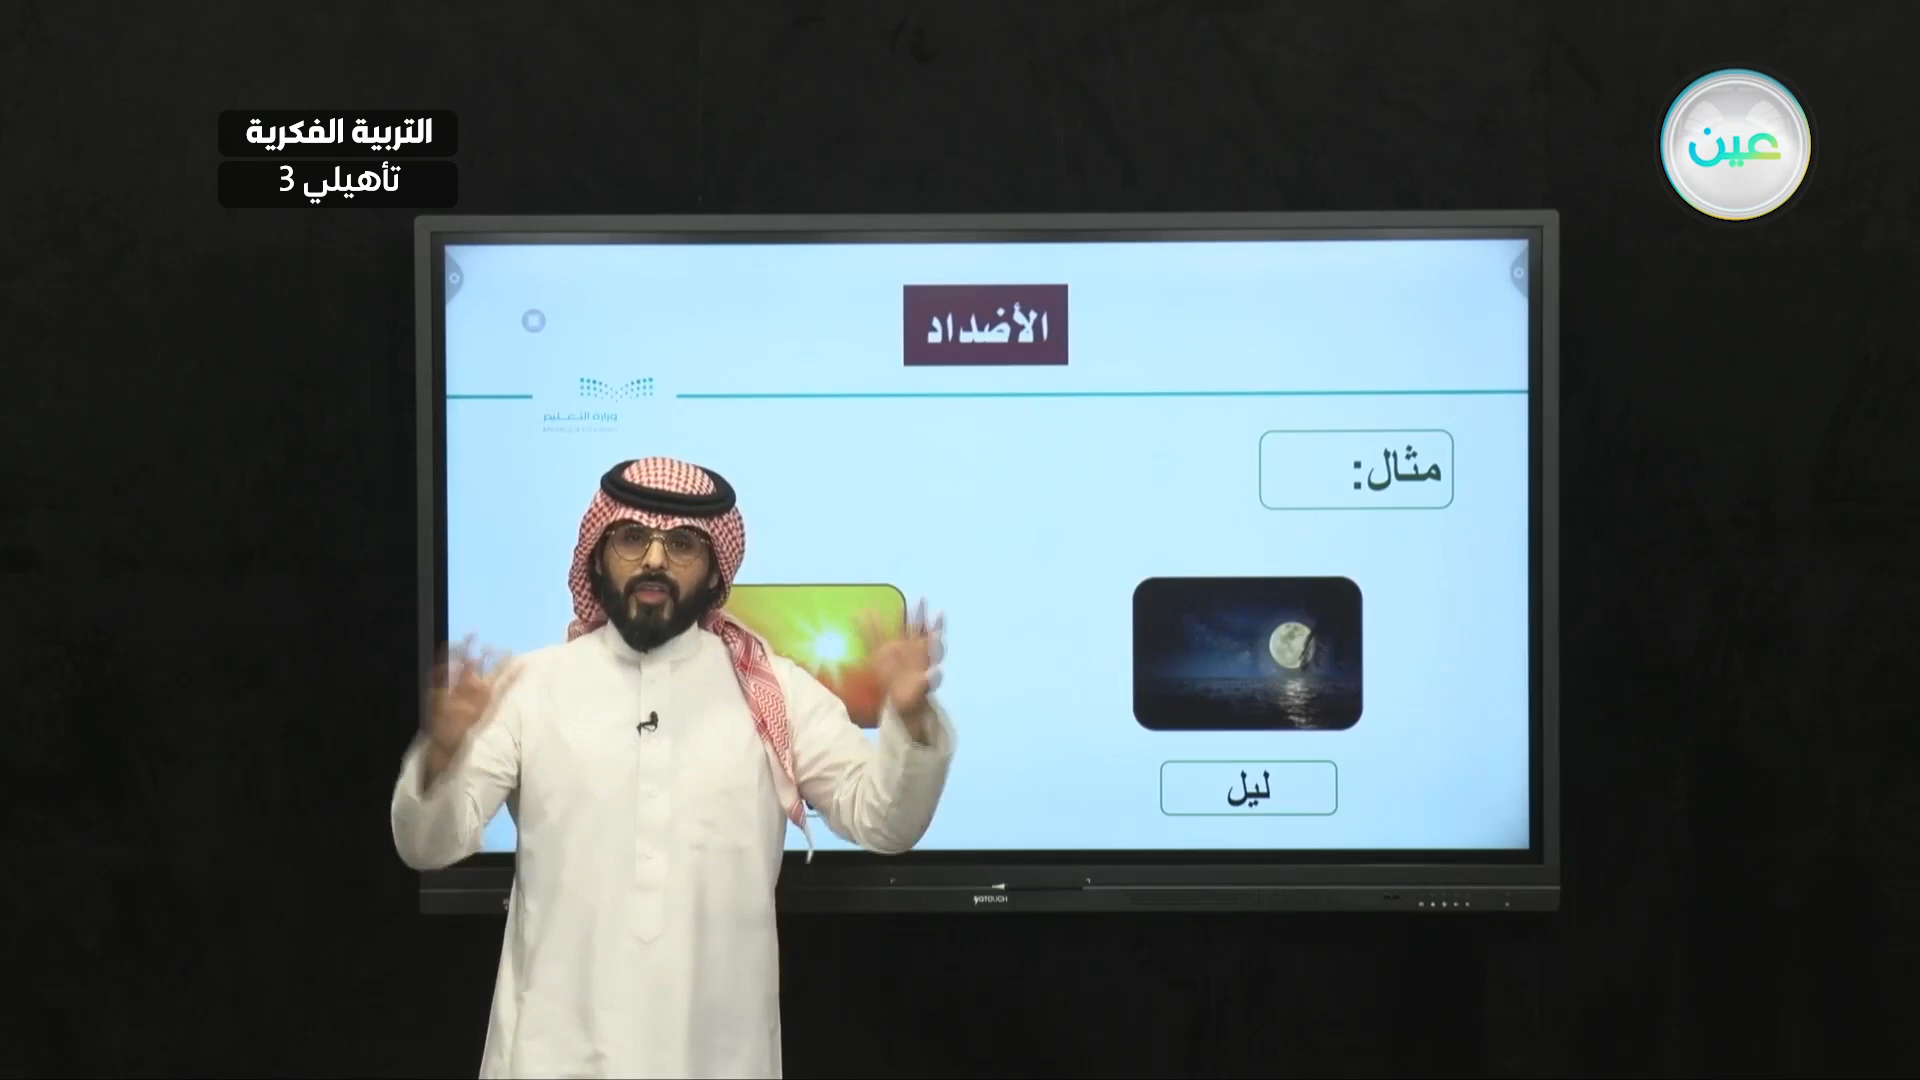 التربية الفكرية
تأهيلي 3
عين
الأضداد
وزارة التعليم
مثال:
ليل